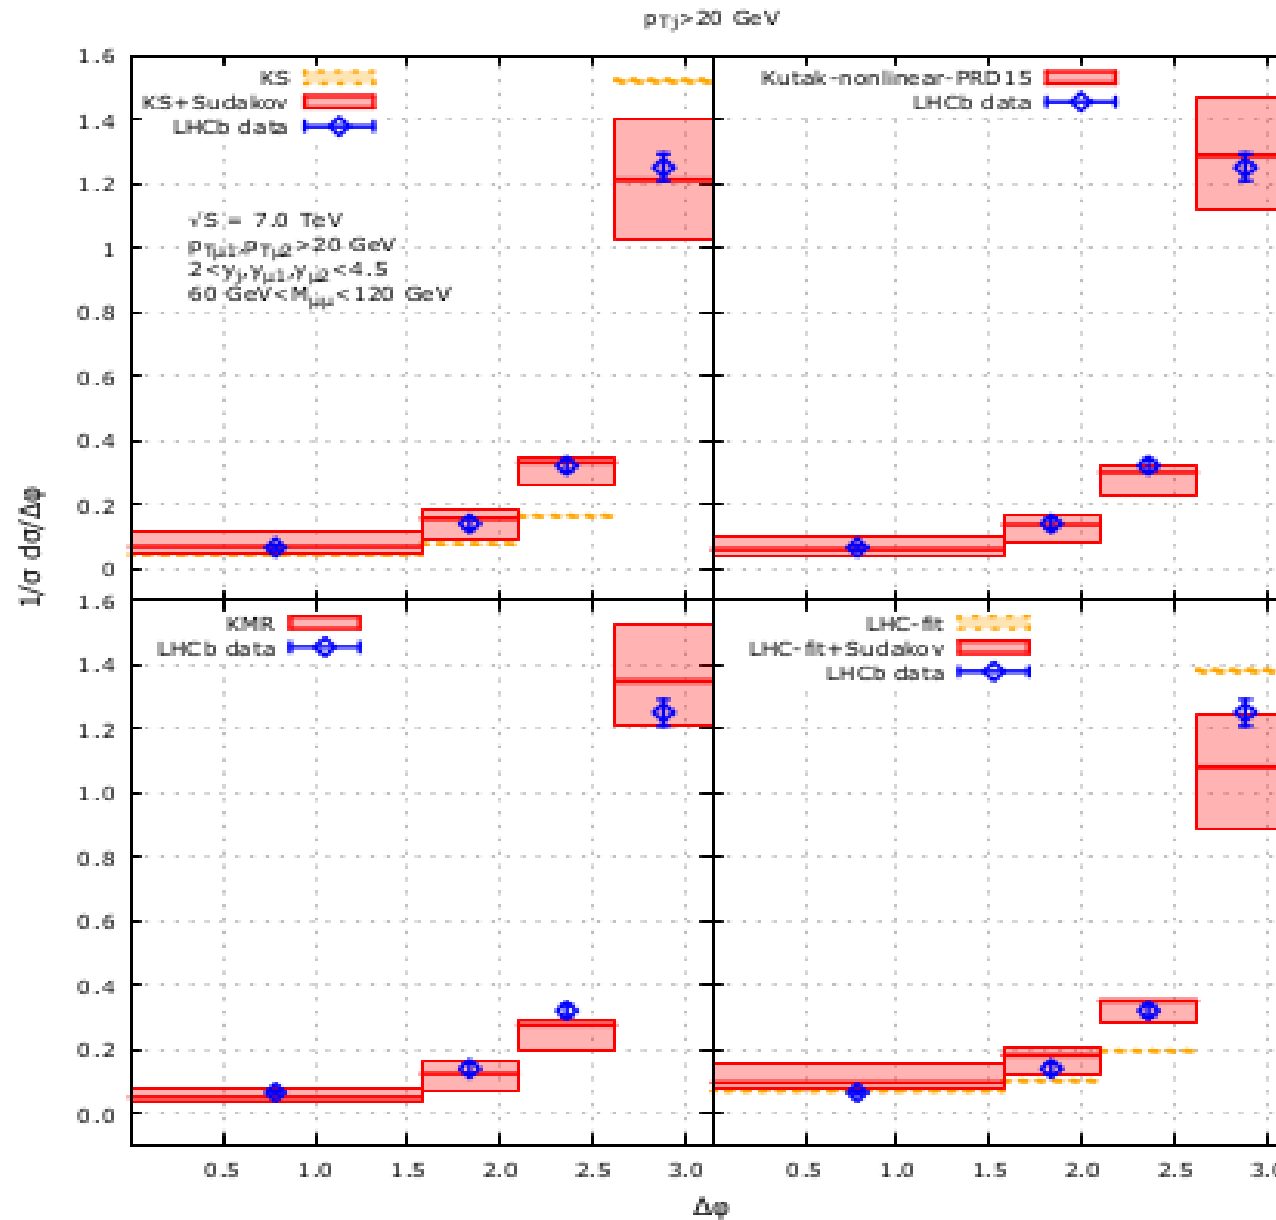 pTj>20 GeV
1.6
1.4
1.2
1
0.8
0.6
0.4
0.2
0
KS
KS+Sudakov
LHCb data
√S = 7.0 TeV
pTμ1,pTμ2>20 GeV
2<yj,yμ1,yμ2<4.5
60 GeV<Mμμ<120 GeV
Kutak-nonlinear-PRD15
LHCb data
1/σ dσ/Δφ
1.6
1.4
1.2
1.0
0.8
0.6
0.4
0.2
0.0
KMR
LHCb data
LHC-fit
LHC-fit+Sudakov
LHCb data
0.5 1.0 1.5 2.0 2.5 3.0 0.5 1.0 1.5 2.0 2.5 3.0
Δφ